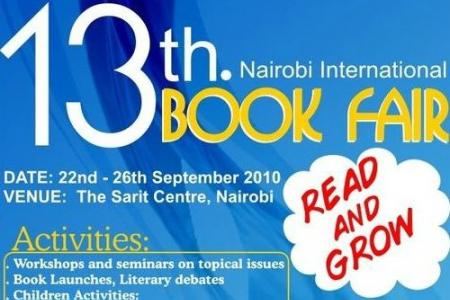 13th. Nairobi International
BOOK FAIR
DATE: 22nd - 26th September 2010
VENUE: The Sarit Centre, Nairobi
READ
AND
GROW
Activities:
. Workshops and seminars on topical issues
. Book Launches, Literary debates
. Children Activities: